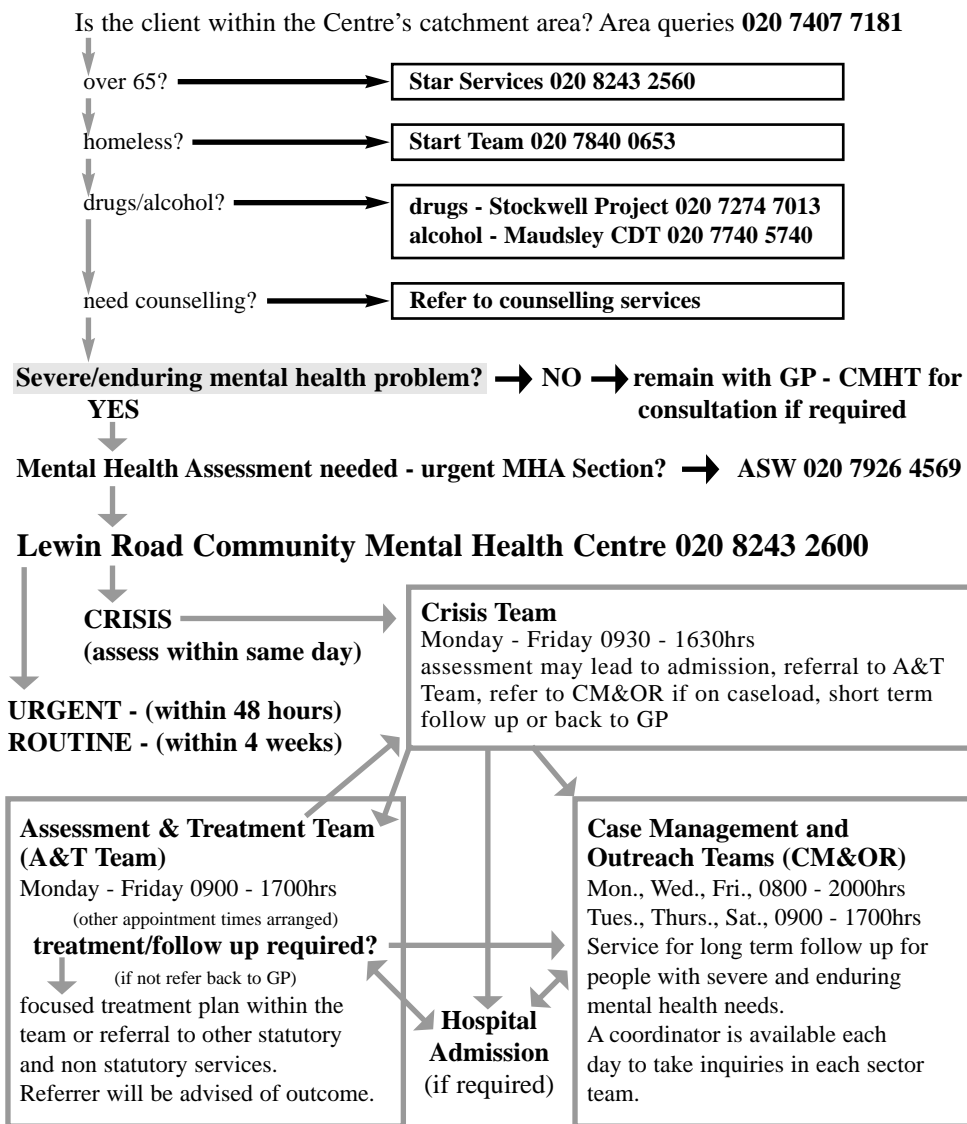 Is the client within the Centre's catchment area? Area queries 020 7407 7181
over 65?
Star Services 020 8243 2560
homeless?
Start Team 020 7840 0653
drugs/alcohol?
drugs - Stockwell Project 020 7274 7013
alcohol - Maudsley CDT 020 7740 5740
need counselling?
Refer to counselling services
Severe/enduring mental health problem?
NO
remain with GP - CMHT for
consultation if required
YES
Mental Health Assessment needed - urgent MHA Section?
ASW 020 7926 4569
Lewin Road Community Mental Health Centre 020 8243 2600
CRISIS
(assess within same day)
Crisis Team
Monday - Friday 0930 - 1630hrs
assessment may lead to admission, referral to A&T
Team, refer to CM&OR if on caseload, short term
follow up or back to GP
URGENT - (within 48 hours)
ROUTINE - (within 4 weeks)
Assessment & Treatment Team
(A&T Team)
Monday - Friday 0900 - 1700hrs
(other appointment times arranged)
treatment/follow up required?
(if not refer back to GP)
focused treatment plan within the
team or referral to other statutory
and non statutory services.
Referrer will be advised of outcome.
Hospital
Admission
(if required)
Case Management and
Outreach Teams (CM&OR)
Mon., Wed., Fri., 0800 - 2000hrs
Tues., Thurs., Sat., 0900 - 1700hrs
Service for long term follow up for
people with severe and enduring
mental health needs.
A coordinator is available each
day to take inquiries in each sector
team.